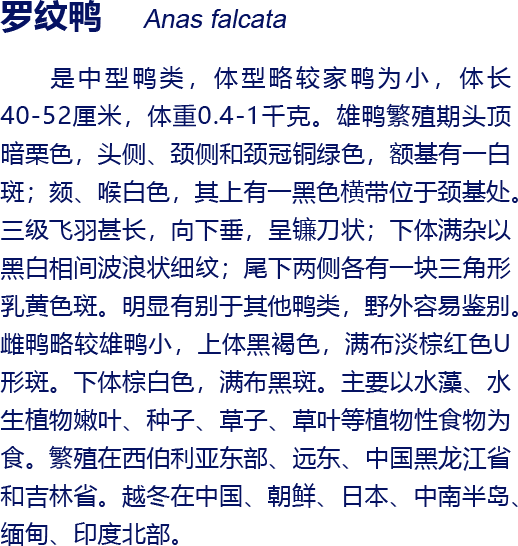 罗纹鸭 Anas falcata
是中型鸭类，体型略较家鸭为小，体长
40-52厘米，体重0.4-1千克。雄鸭繁殖期头顶
暗栗色，头侧、颈侧和颈冠铜绿色，额基有一白
斑；颏、喉白色，其上有一黑色横带位于颈基处。
三级飞羽甚长，向下垂，呈镰刀状；下体满杂以
黑白相间波浪状细纹；尾下两侧各有一块三角形
乳黄色斑。明显有别于其他鸭类，野外容易鉴别。
雌鸭略较雄鸭小，上体黑褐色，满布淡棕红色U
形斑。下体棕白色，满布黑斑。主要以水藻、水
生植物嫩叶、种子、草子、草叶等植物性食物为
食。繁殖在西伯利亚东部、远东、中国黑龙江省
和吉林省。越冬在中国、朝鲜、日本、中南半岛、
缅甸、印度北部。